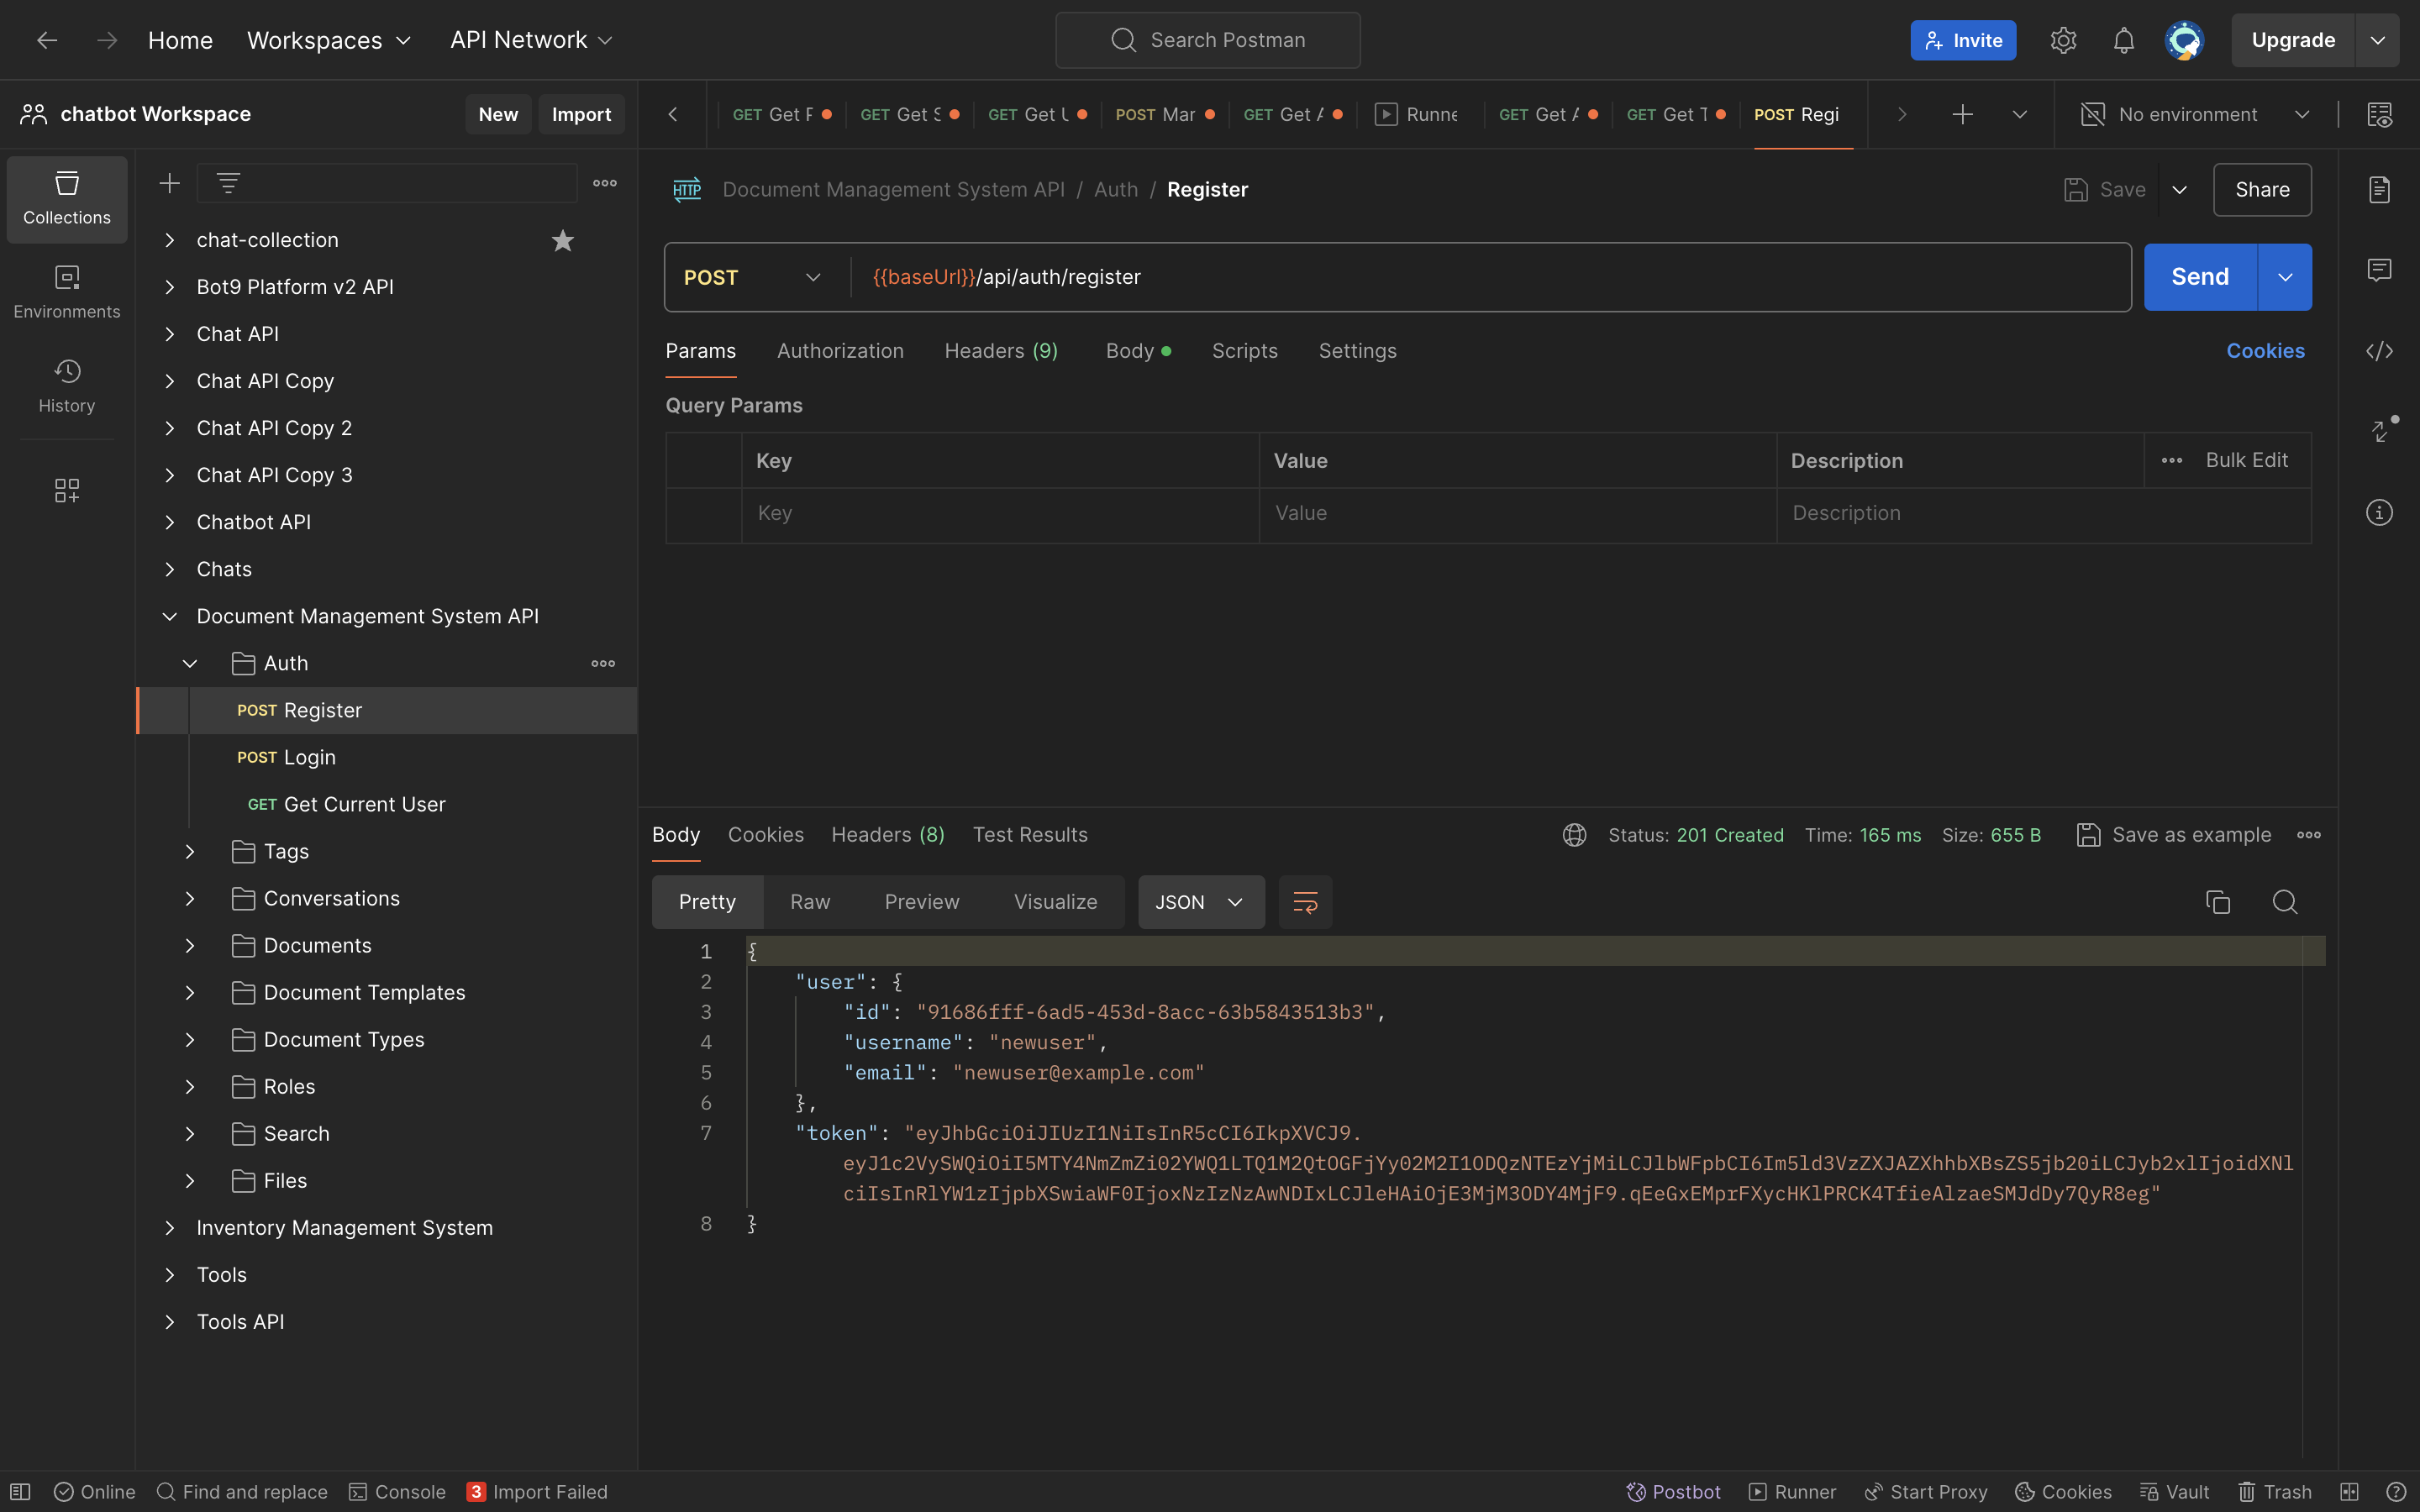 Home
Workspaces
API Network
Search Postman
Invite
Upgrade
chatbot Workspace
New
Import
GET Get
GET Get
GET Get
POST Mar
GET Get
Runne
GET Get
GET Get
POST Regi
No environment
Collections
Environments
History
chat-collection
Bot9 Platform v2 API
Chat API
Chat API Copy
Chat API Copy 2
Chat API Copy 3
Chatbot API
Chats
Document Management System API
Auth
POST Register
POST Login
GET Get Current User
Tags
Conversations
Documents
Document Templates
Document Types
Roles
Search
Files
Inventory Management System
Tools
Tools API
HTTP Document Management System API / Auth / Register
Save
Share
POST
{{baseUrl}}/api/auth/register
Send
Params
Authorization
Headers (9)
Body
Scripts
Settings
Cookies
Query Params
Key Value Description Bulk Edit
Key Value Description
Body
Cookies
Headers (8)
Test Results
Status: 201 Created Time: 165 ms Size: 655 B
Save as example
Pretty
Raw
Preview
Visualize
JSON
1 {
2 "user": {
3 "id": "91686fff-6ad5-453d-8acc-63b5843513b3",
4 "username": "newuser",
5 "email": "newuser@example.com"
6 },
7 "token": "eyJhbGciOiJIUzI1NiIsInR5cCI6IkpXVCJ9.
eyJ1c2VySWQiOiI5MTY4NmZmZi02YWQ1LTQ1M2QtOGFjYy02M2I1ODQzNTEzYjMiLCJlbWFpbCI6Im5ld3VzZXJAZXhhbXBsZS5jb20iLCJyb2xlIjoidXNl
ciIsInRlYW1zIjpbXSwiaWF0IjoxNzIzNzAwNDIxLCJleHAiOjE3MjM3ODY4MjF9.qEeGxEMprFXycHKlPRCK4TfieAlzaeSMJdDy7QyR8eg"
8 }
Online
Find and replace
Console
3 Import Failed
Postbot
Runner
Start Proxy
Cookies
Vault
Trash